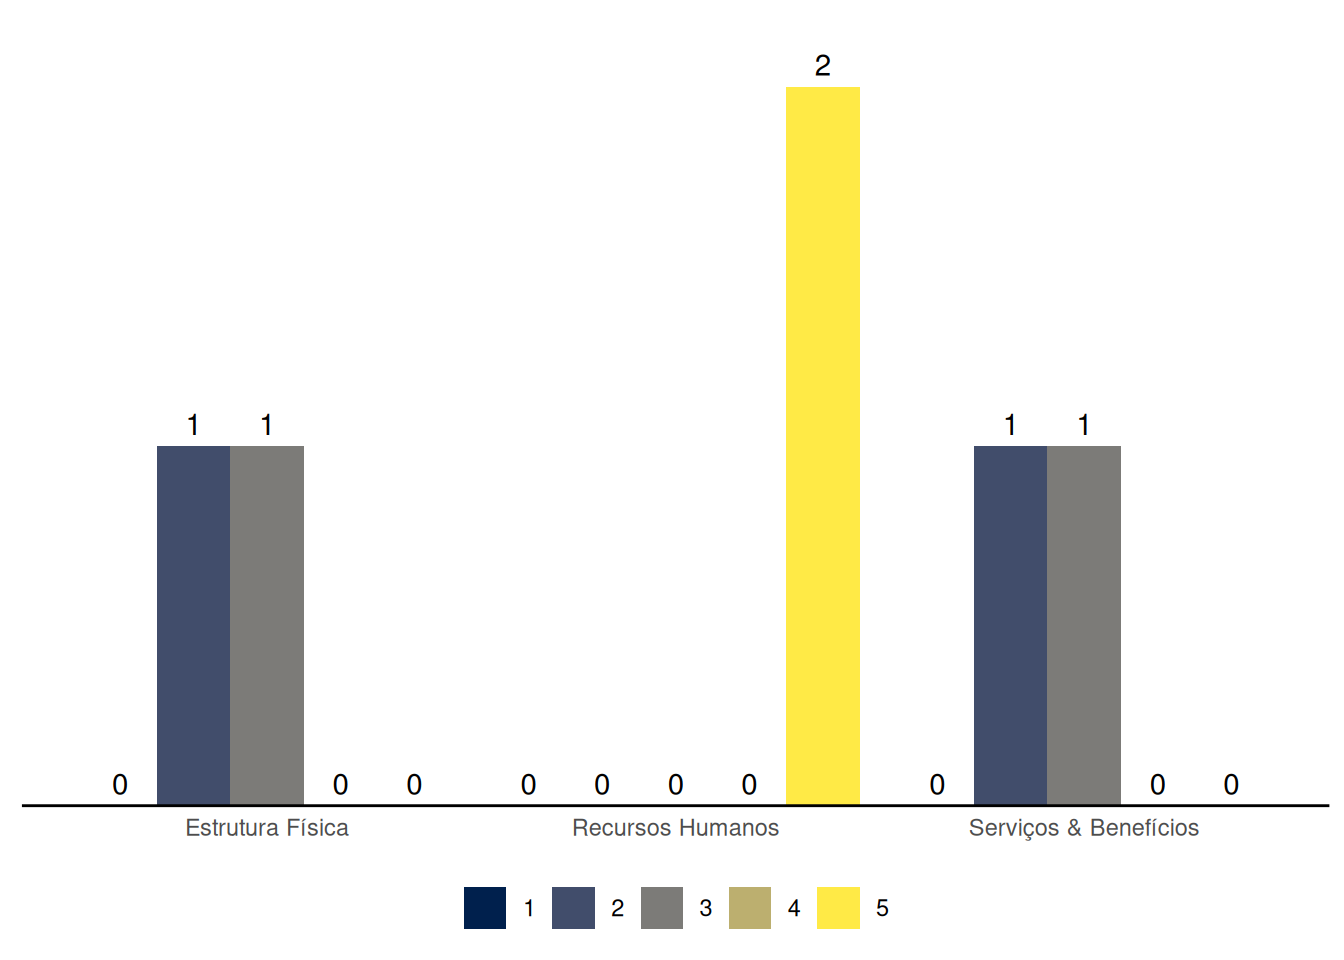 2
1 1 1 1
0 0 0 0 0 0 0 0 0 0
Estrutura Física Recursos Humanos Serviços & Benefícios
1 2 3 4 5